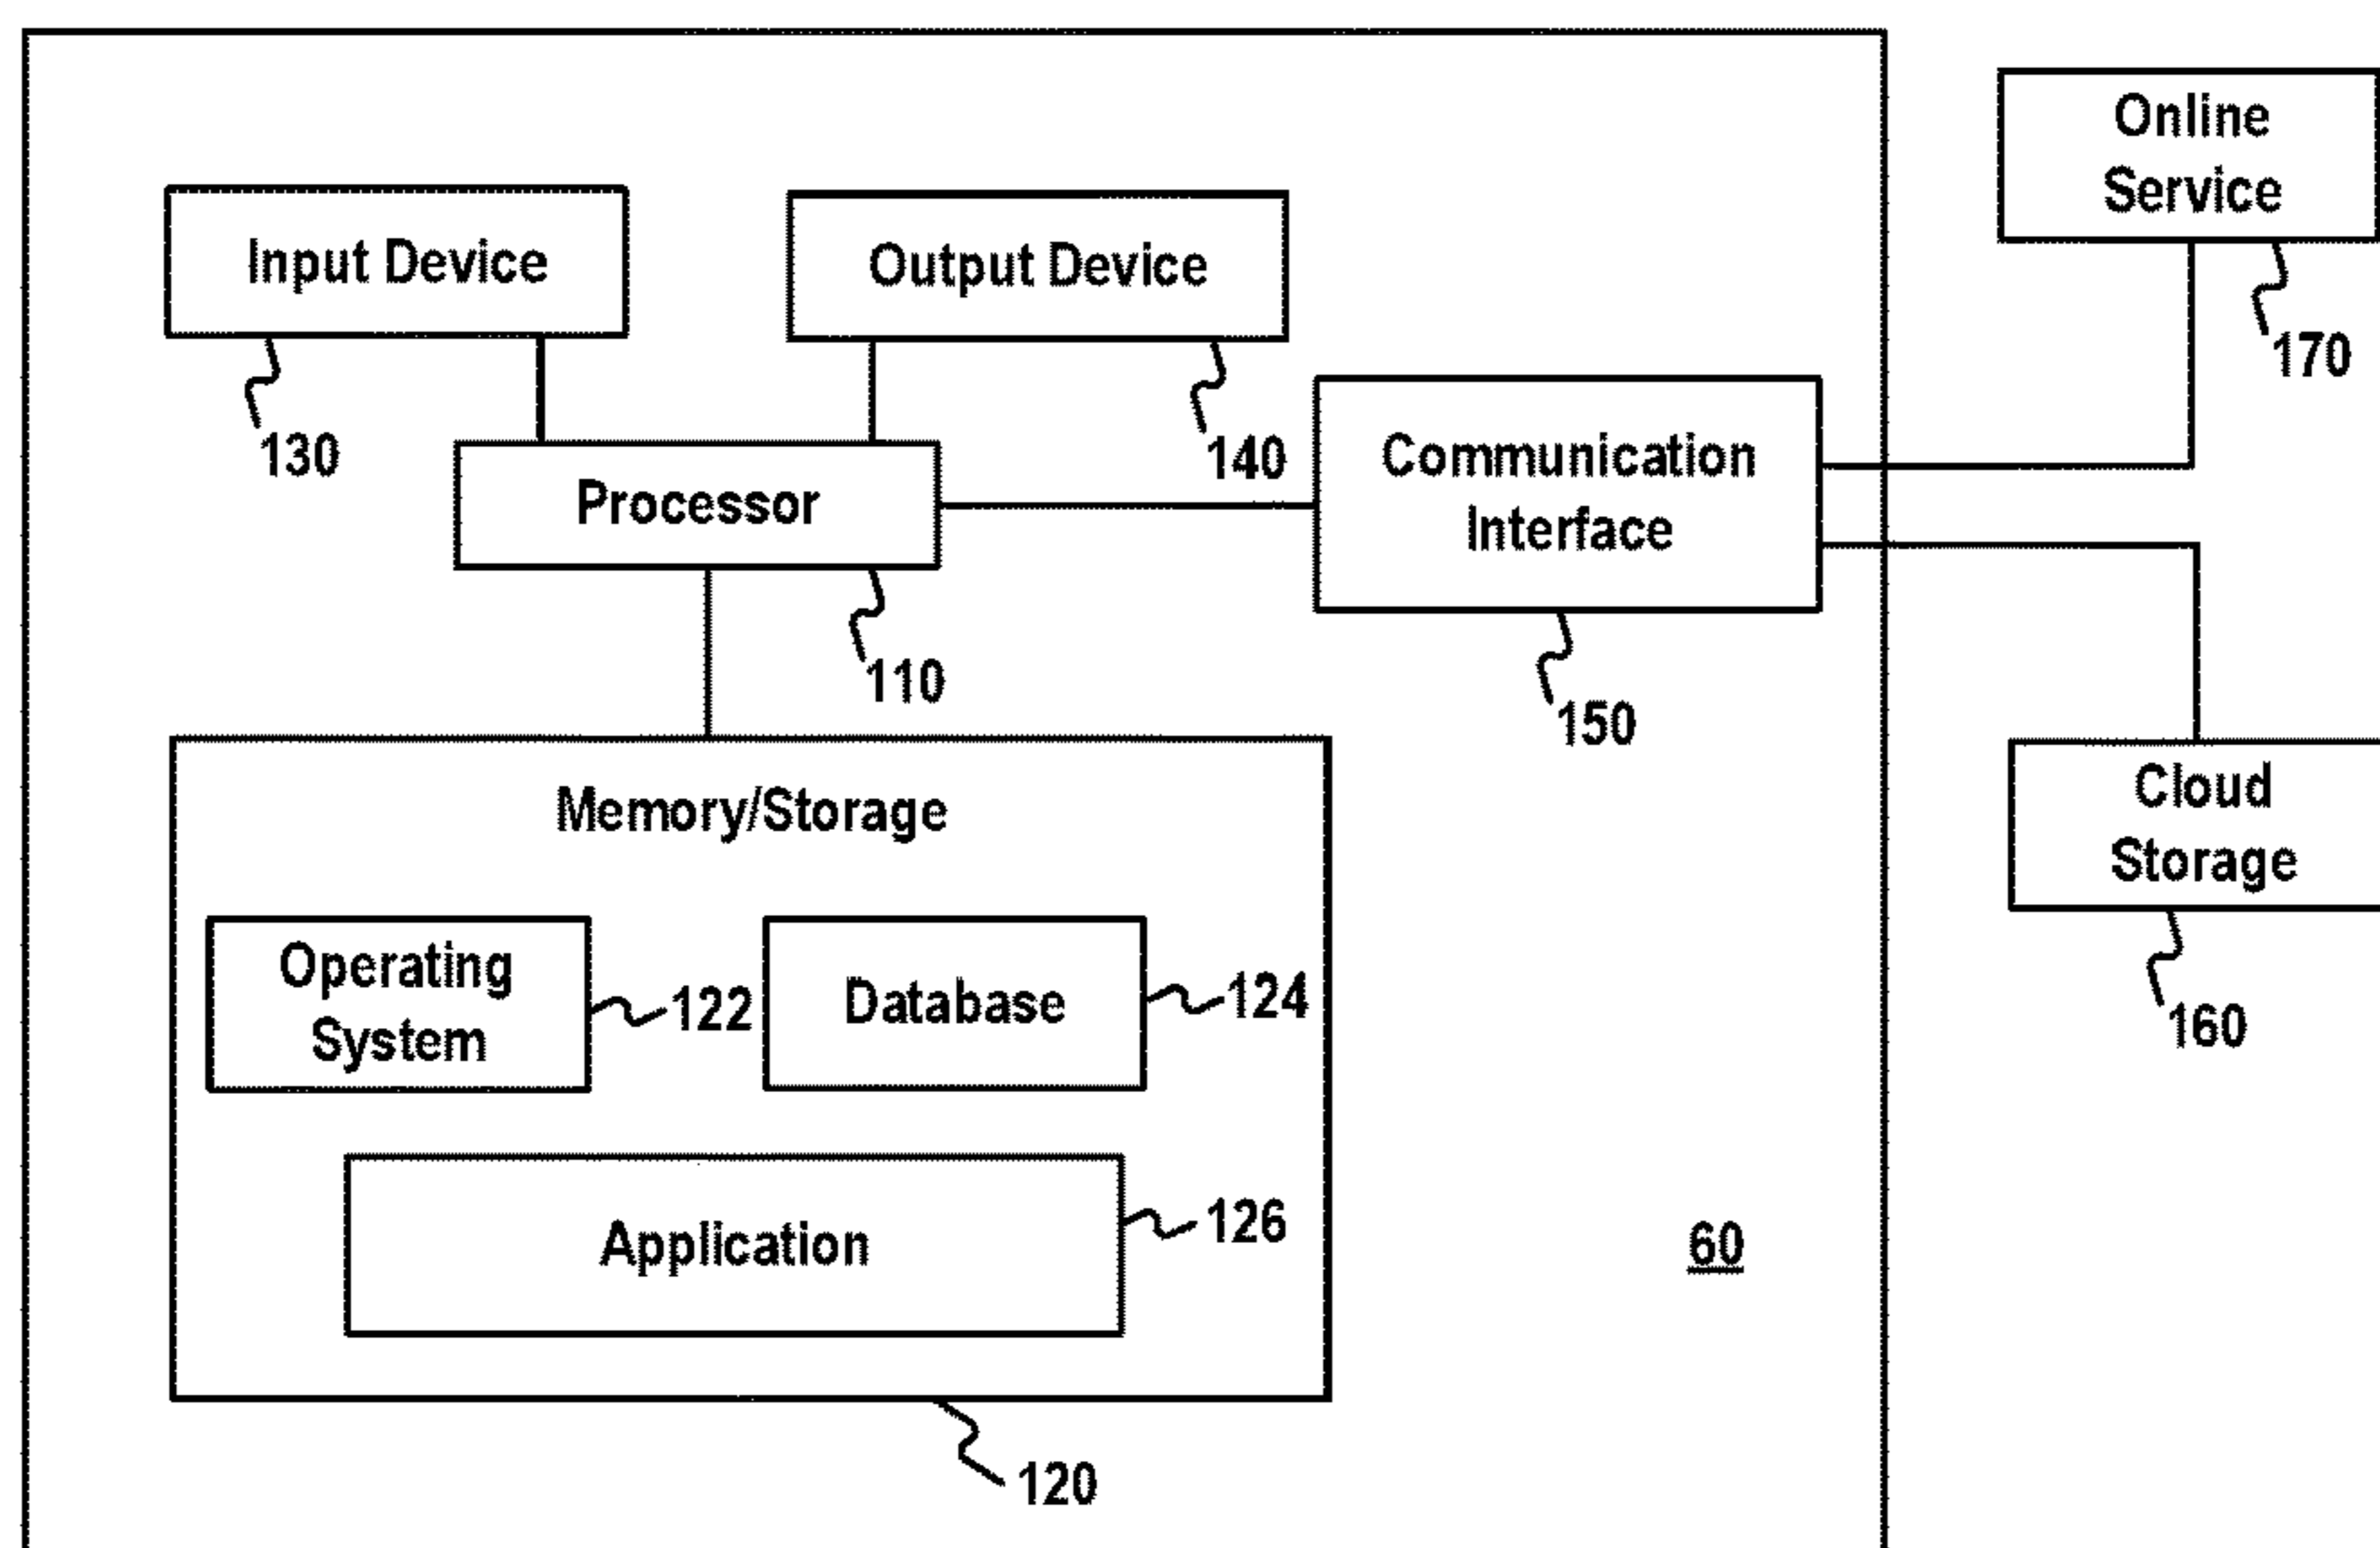 Online
Service
170
Input Device
130
Output Device
140
Processor
110
Communication
Interface
150
Memory/Storage
Operating
System
122
Database
124
Application
126
120
60
Cloud
Storage
160